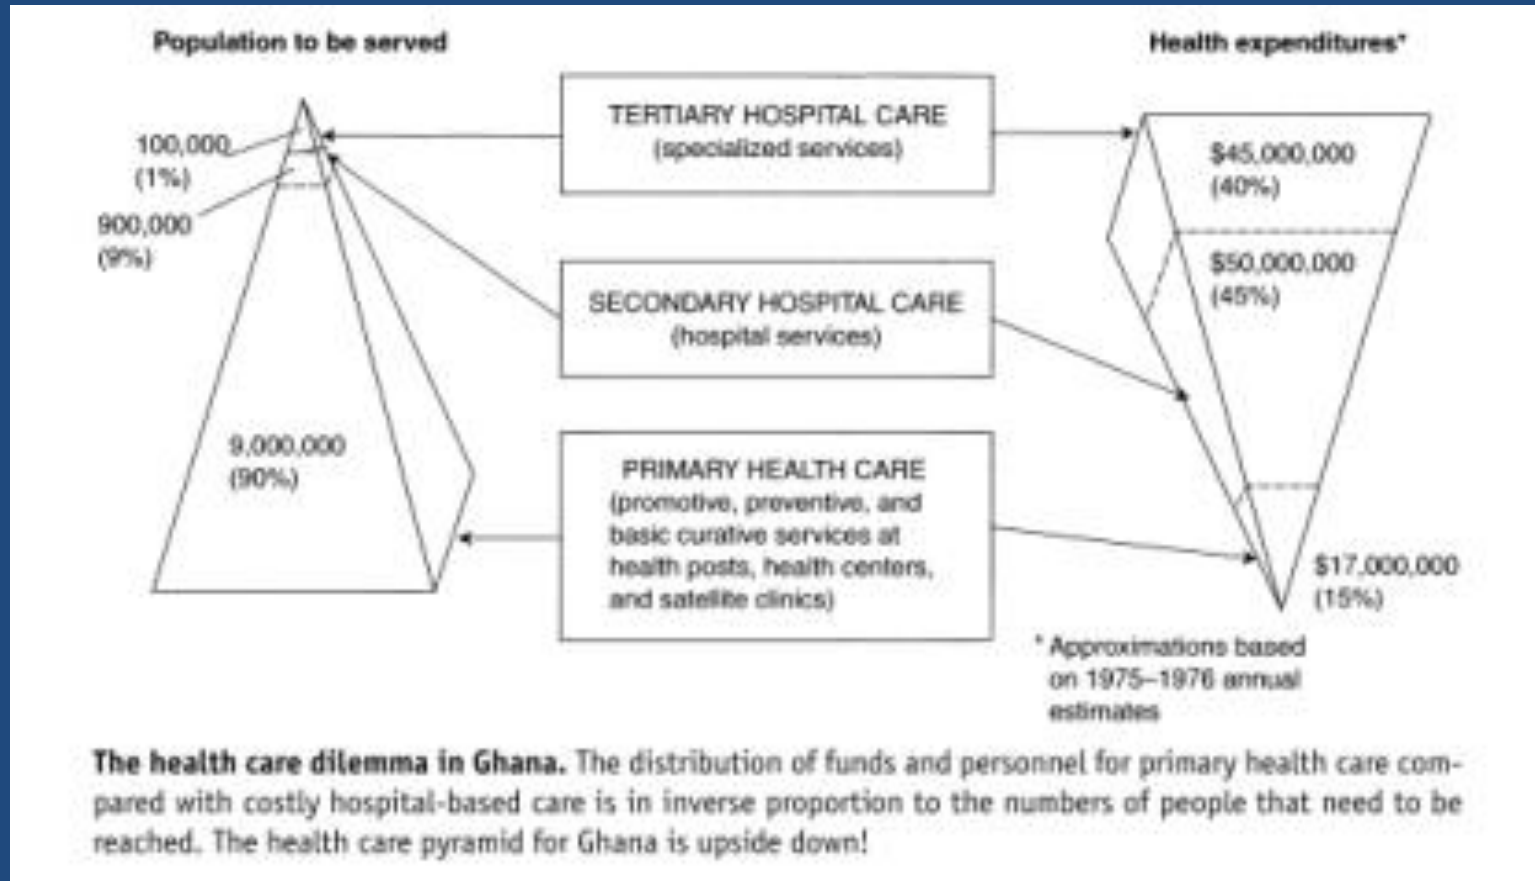 Population to be served
Health expenditures*
100,000
(1%)
900,000
(9%)
9,000,000
(90%)
TERTIARY HOSPITAL CARE
(specialized services)
SECONDARY HOSPITAL CARE
(hospital services)
PRIMARY HEALTH CARE
(promotive, preventive, and
basic curative services at
health posts, health centers,
and satellite clinics)
$45,000,000
(40%)
$50,000,000
(45%)
$17,000,000
(15%)
* Approximations based
on 1975–1976 annual
estimates
The health care dilemma in Ghana. The distribution of funds and personnel for primary health care com-
pared with costly hospital-based care is in inverse proportion to the numbers of people that need to be
reached. The health care pyramid for Ghana is upside down!